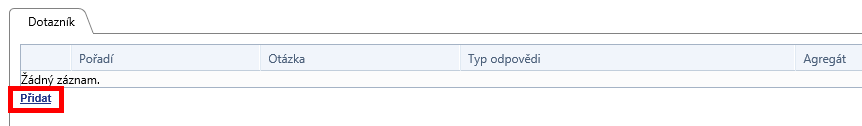 Dotazník
Pořadí Otázka Typ odpovědi Agregát
Žádný záznam.
Přidat